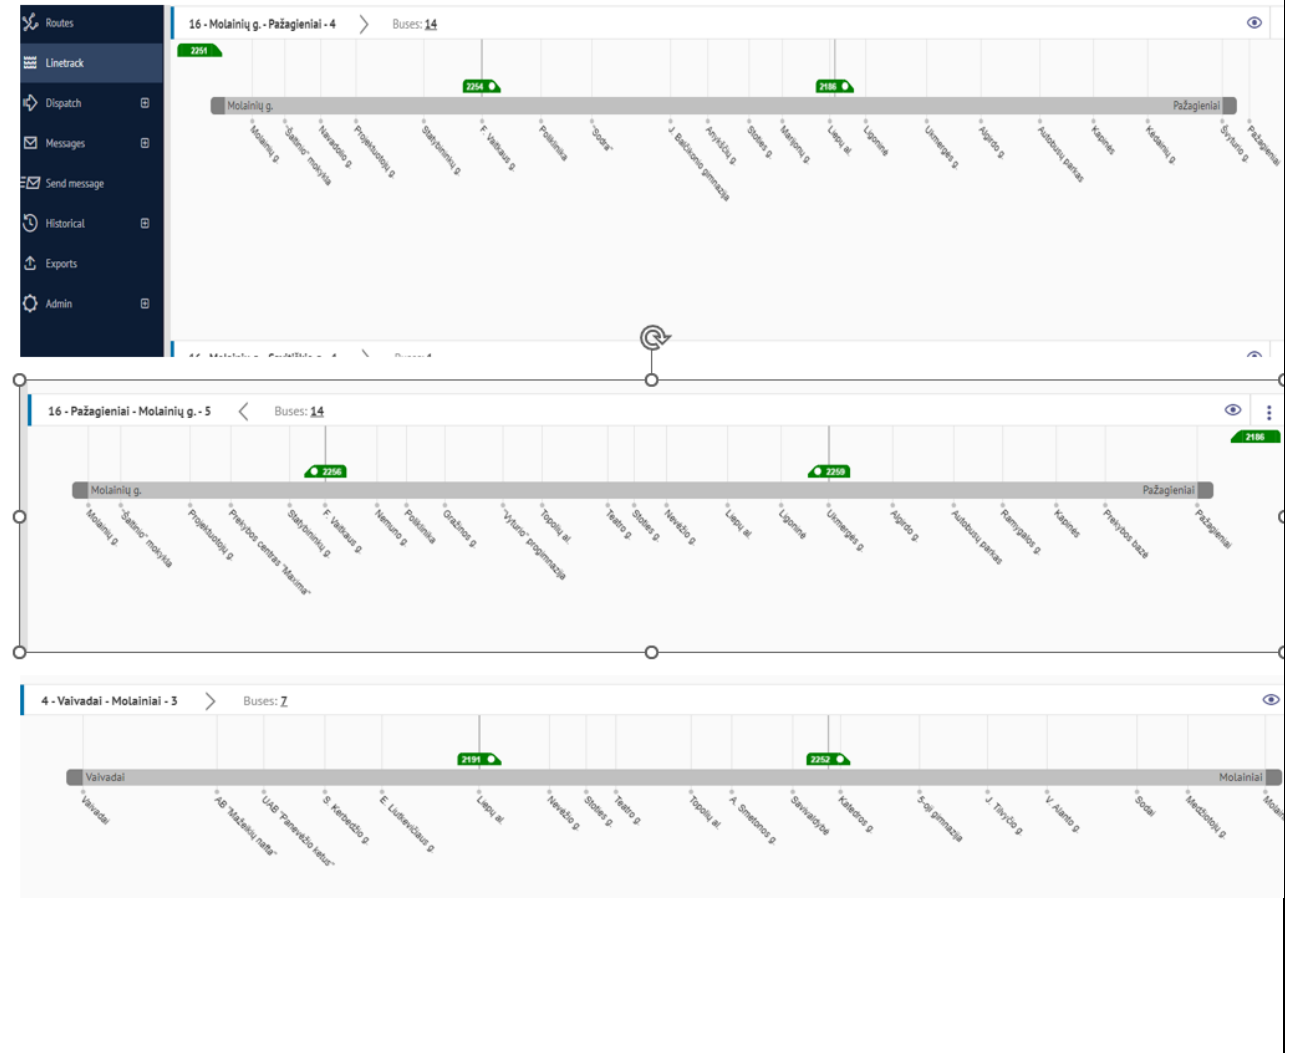 Routes
Linetrack
Dispatch
Messages
Send message
Historical
Exports
Admin
16 - Molainių g. - Pažagieniai - 4 Buses: 14
2251
2254 2186
Molainių g. Pažagieniai
Molainių g.
"Šaltinio" mokykla
Nevėžio g.
Projektuotojų g.
Statybininkų g.
F. Vaitkaus g.
Poliklinika
"Sodra"
J. Balčikonio gimnazija
Anykščių g.
Stoties g.
Marijonų g.
Liepų al.
Ligoninė
Ukmergės g.
Algirdo g.
Autobusų parkas
Kapinės
Kėdainių g.
Švyturio g.
Pažagieniai
16 - Pažagieniai - Molainių g. - 5 Buses: 14
2186
2256 2259
Molainių g. Pažagieniai
Molainių g.
"Šaltinio" mokykla
Projektuotojų g.
Prekybos centras "Maxima"
Statybininkų g.
F. Vaitkaus g.
Nemuno g.
Poliklinika
Gražinos g.
"Vyturio" progimnazija
Topolių al.
Teatro g.
Stoties g.
Nevėžio g.
Liepų al.
Ligoninė
Ukmergės g.
Algirdo g.
Autobusų parkas
Ramygalos g.
Kapinės
Prekybos bazė
Pažagieniai
4 - Vaivadai - Molainiai - 3 Buses: 7
2191 2252
Vaivadai Molainiai
Vaivadai
AB "Mažeikių nafta"
UAB "Panevėžio ketus"
S. Kerbedžio g.
E. Liutkevičiaus g.
Liepų al.
Nevėžio g.
Stoties g.
Teatro g.
Topolių al.
A. Smetonos g.
Savivaldybė
Katedros g.
5-oji gimnazija
J. Tilvyčio g.
V. Alanto g.
Sodai
Medžiotojų g.